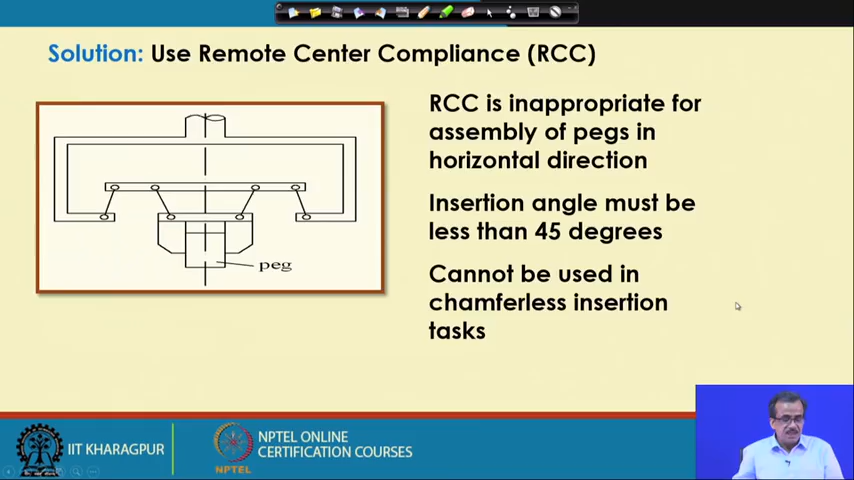 Solution: Use Remote Center Compliance (RCC)
RCC is inappropriate for
assembly of pegs in
horizontal direction
Insertion angle must be
less than 45 degrees
Cannot be used in
chamferless insertion
tasks
peg
IIT KHARAGPUR
NPTEL
NPTEL ONLINE
CERTIFICATION COURSES